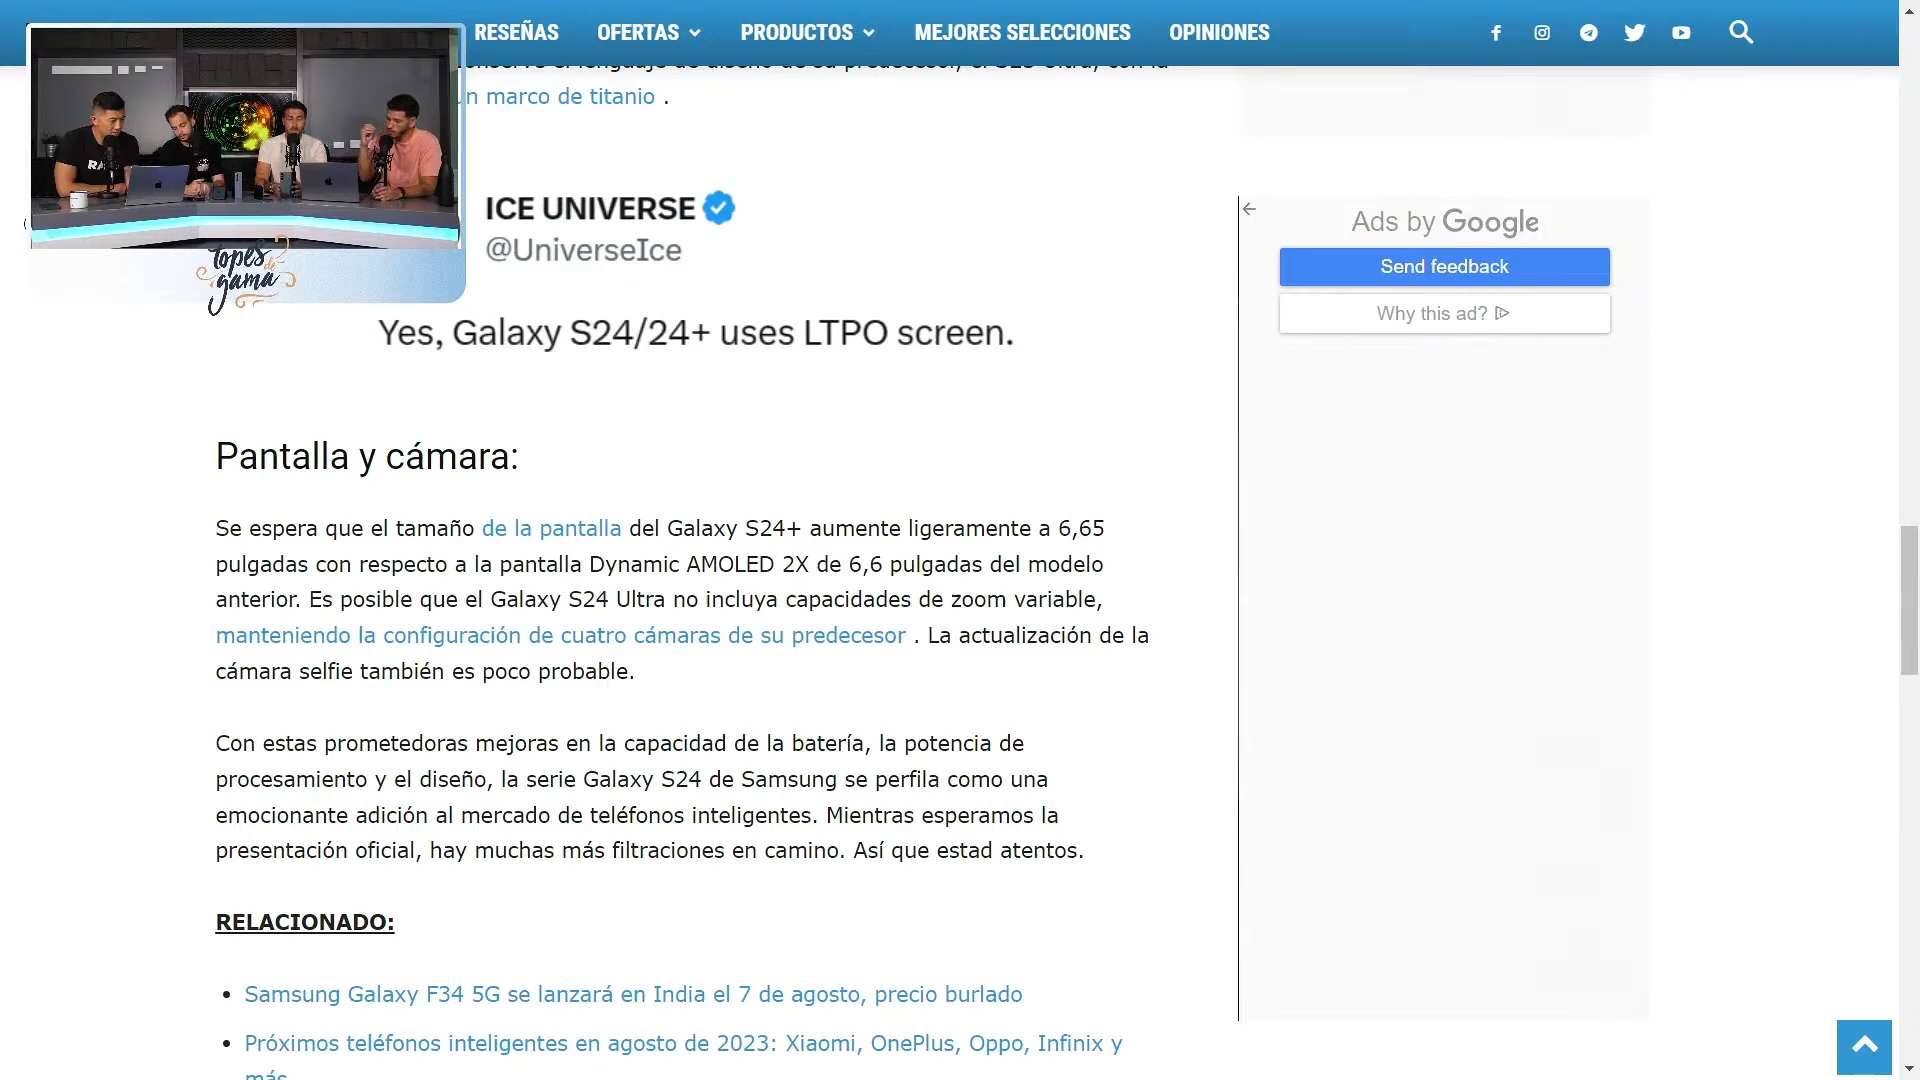 RESEÑAS OFERTAS PRODUCTOS MEJORES SELECCIONES OPINIONES
un marco de titanio .
topes de gama
ICE UNIVERSE
@UniverseIce
Yes, Galaxy S24/24+ uses LTPO screen.
Ads by Google
Send feedback
Why this ad?
Pantalla y cámara:
Se espera que el tamaño de la pantalla del Galaxy S24+ aumente ligeramente a 6,65
pulgadas con respecto a la pantalla Dynamic AMOLED 2X de 6,6 pulgadas del modelo
anterior. Es posible que el Galaxy S24 Ultra no incluya capacidades de zoom variable,
manteniendo la configuración de cuatro cámaras de su predecesor . La actualización de la
cámara selfie también es poco probable.
Con estas prometedoras mejoras en la capacidad de la batería, la potencia de
procesamiento y el diseño, la serie Galaxy S24 de Samsung se perfila como una
emocionante adición al mercado de teléfonos inteligentes. Mientras esperamos la
presentación oficial, hay muchas más filtraciones en camino. Así que estad atentos.
RELACIONADO:
• Samsung Galaxy F34 5G se lanzará en India el 7 de agosto, precio burlado
• Próximos teléfonos inteligentes en agosto de 2023: Xiaomi, OnePlus, Oppo, Infinix y
más